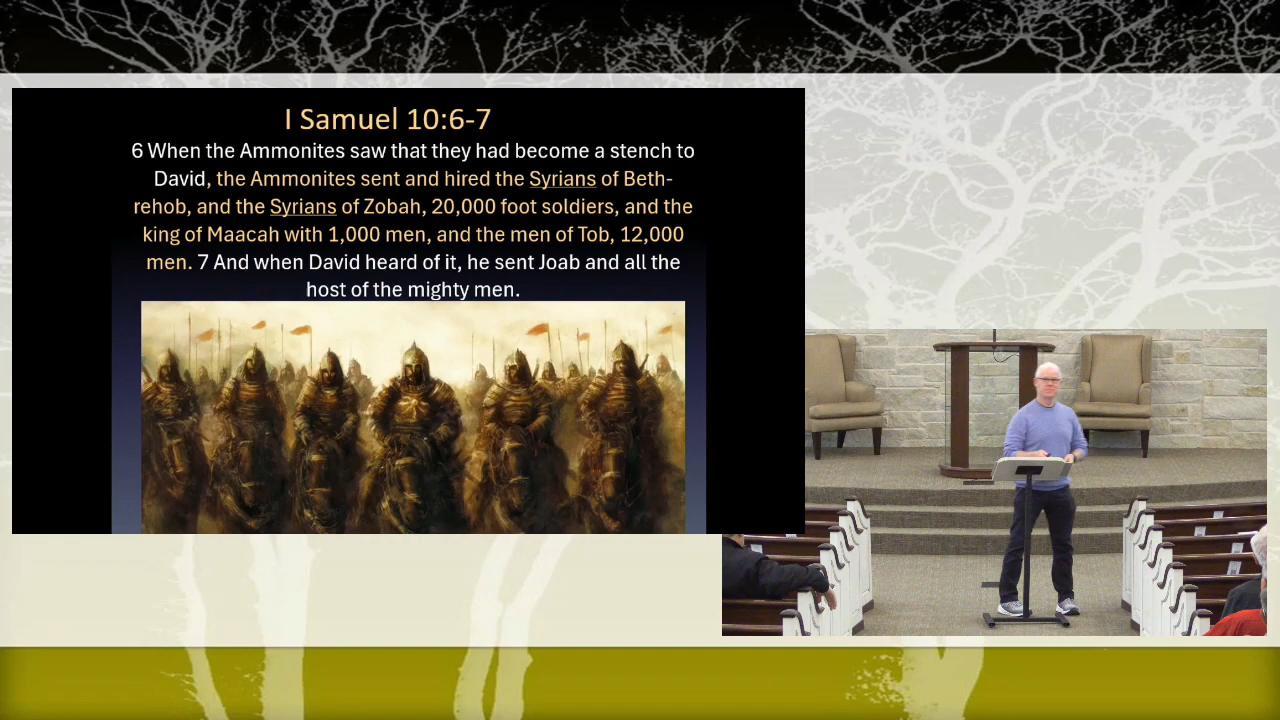 I Samuel 10:6-7
6 When the Ammonites saw that they had become a stench to
David, the Ammonites sent and hired the Syrians of Beth-
rehob, and the Syrians of Zobah, 20,000 foot soldiers, and the
king of Maacah with 1,000 men, and the men of Tob, 12,000
men. 7 And when David heard of it, he sent Joab and all the
host of the mighty men.